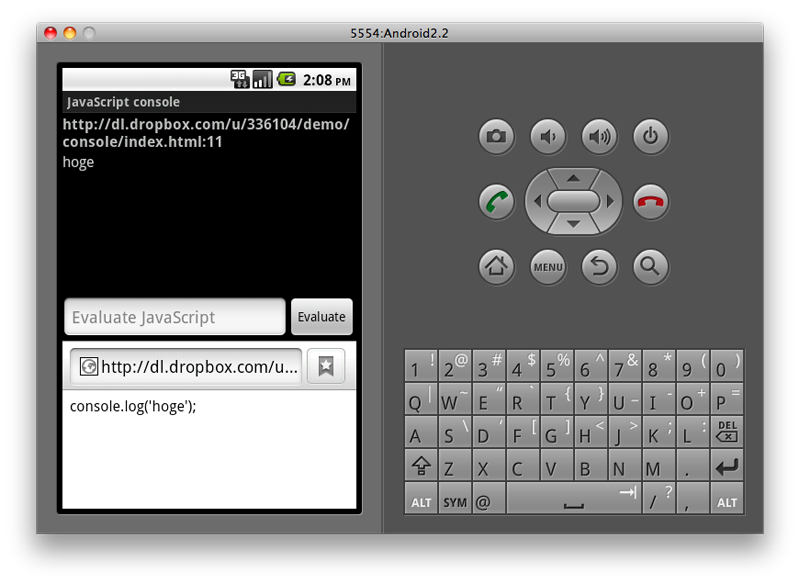 5554:Android2.2
3G
2:08 PM
JavaScript console
http://dl.dropbox.com/u/336104/demo/
console/index.html:11
hoge
Evaluate JavaScript
Evaluate
http://dl.dropbox.com/u...
console.log('hoge');
MENU
1 ! 2 @ 3 # 4 $ 5 % 6 ^ 7 & 8 * 9 ( 0 )
Q | W ~ E “ R ` T { Y } U _ I - O + P =
A S \ D ‘ F [ G ] H < J > K ; L : DEL
Z X C V B N M .
ALT SYM @ / ? , ALT